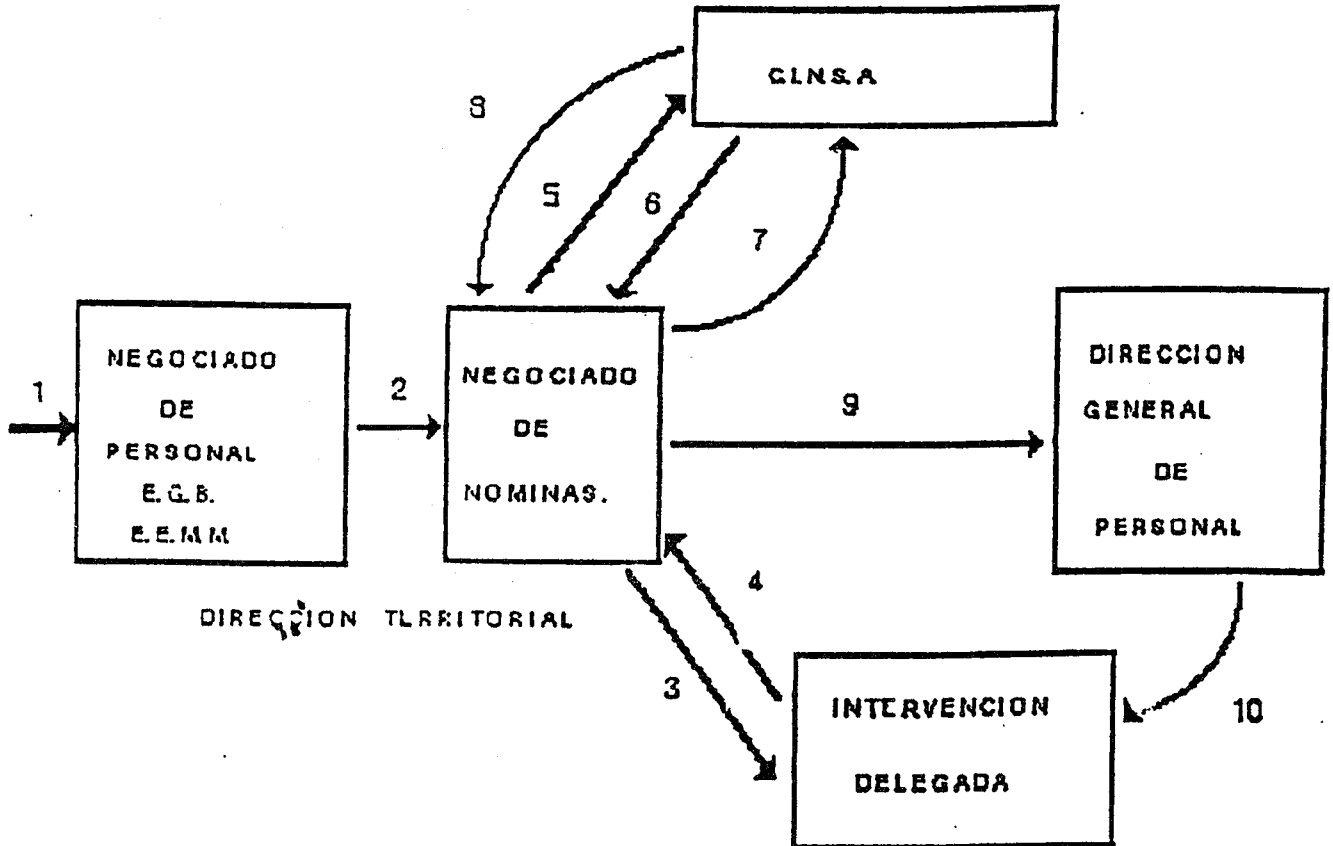 C.I.N.S.A
8
5
6
7
NEGOCIADO
DE
PERSONAL
E.G.B.
E.E.M.M
1
2
NEGOCIADO
DE
NOMINAS.
9
DIRECCION
GENERAL
DE
PERSONAL
DIRECCION TERRITORIAL
4
3
10
INTERVENCION
DELEGADA